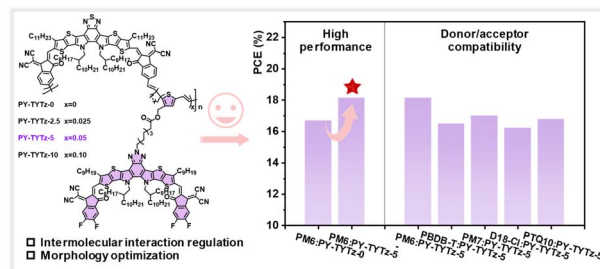 C₁₁H₂₃
C₁₁H₂₃
NC
CN
C₈H₁₇
C₁₀H₂₁
C₁₀H₂₁
C₈H₁₇
CN
CN
PY-TYTz-0 x=0
PY-TYTz-2.5 x=0.025
PY-TYTz-5 x=0.05
PY-TYTz-10 x=0.10
C₉H₁₉
C₉H₁₉
NC
CN
C₈H₁₇
C₁₀H₂₁
C₁₀H₂₁
C₈H₁₇
CN
CN
F
F
F
F
Intermolecular interaction regulation
Morphology optimization
PCE (%)
22
20
18
16
14
12
High performance
Donor/acceptor compatibility
PM6:PY-TYTz-0
PM6:PY-TYTz-5
PM6:PY-TYTz-5
PBDB-T:PY-TYTz-5
PM7:PY-TYTz-5
D18-Cl:PY-TYTz-5
PTQ10:PY-TYTz-5